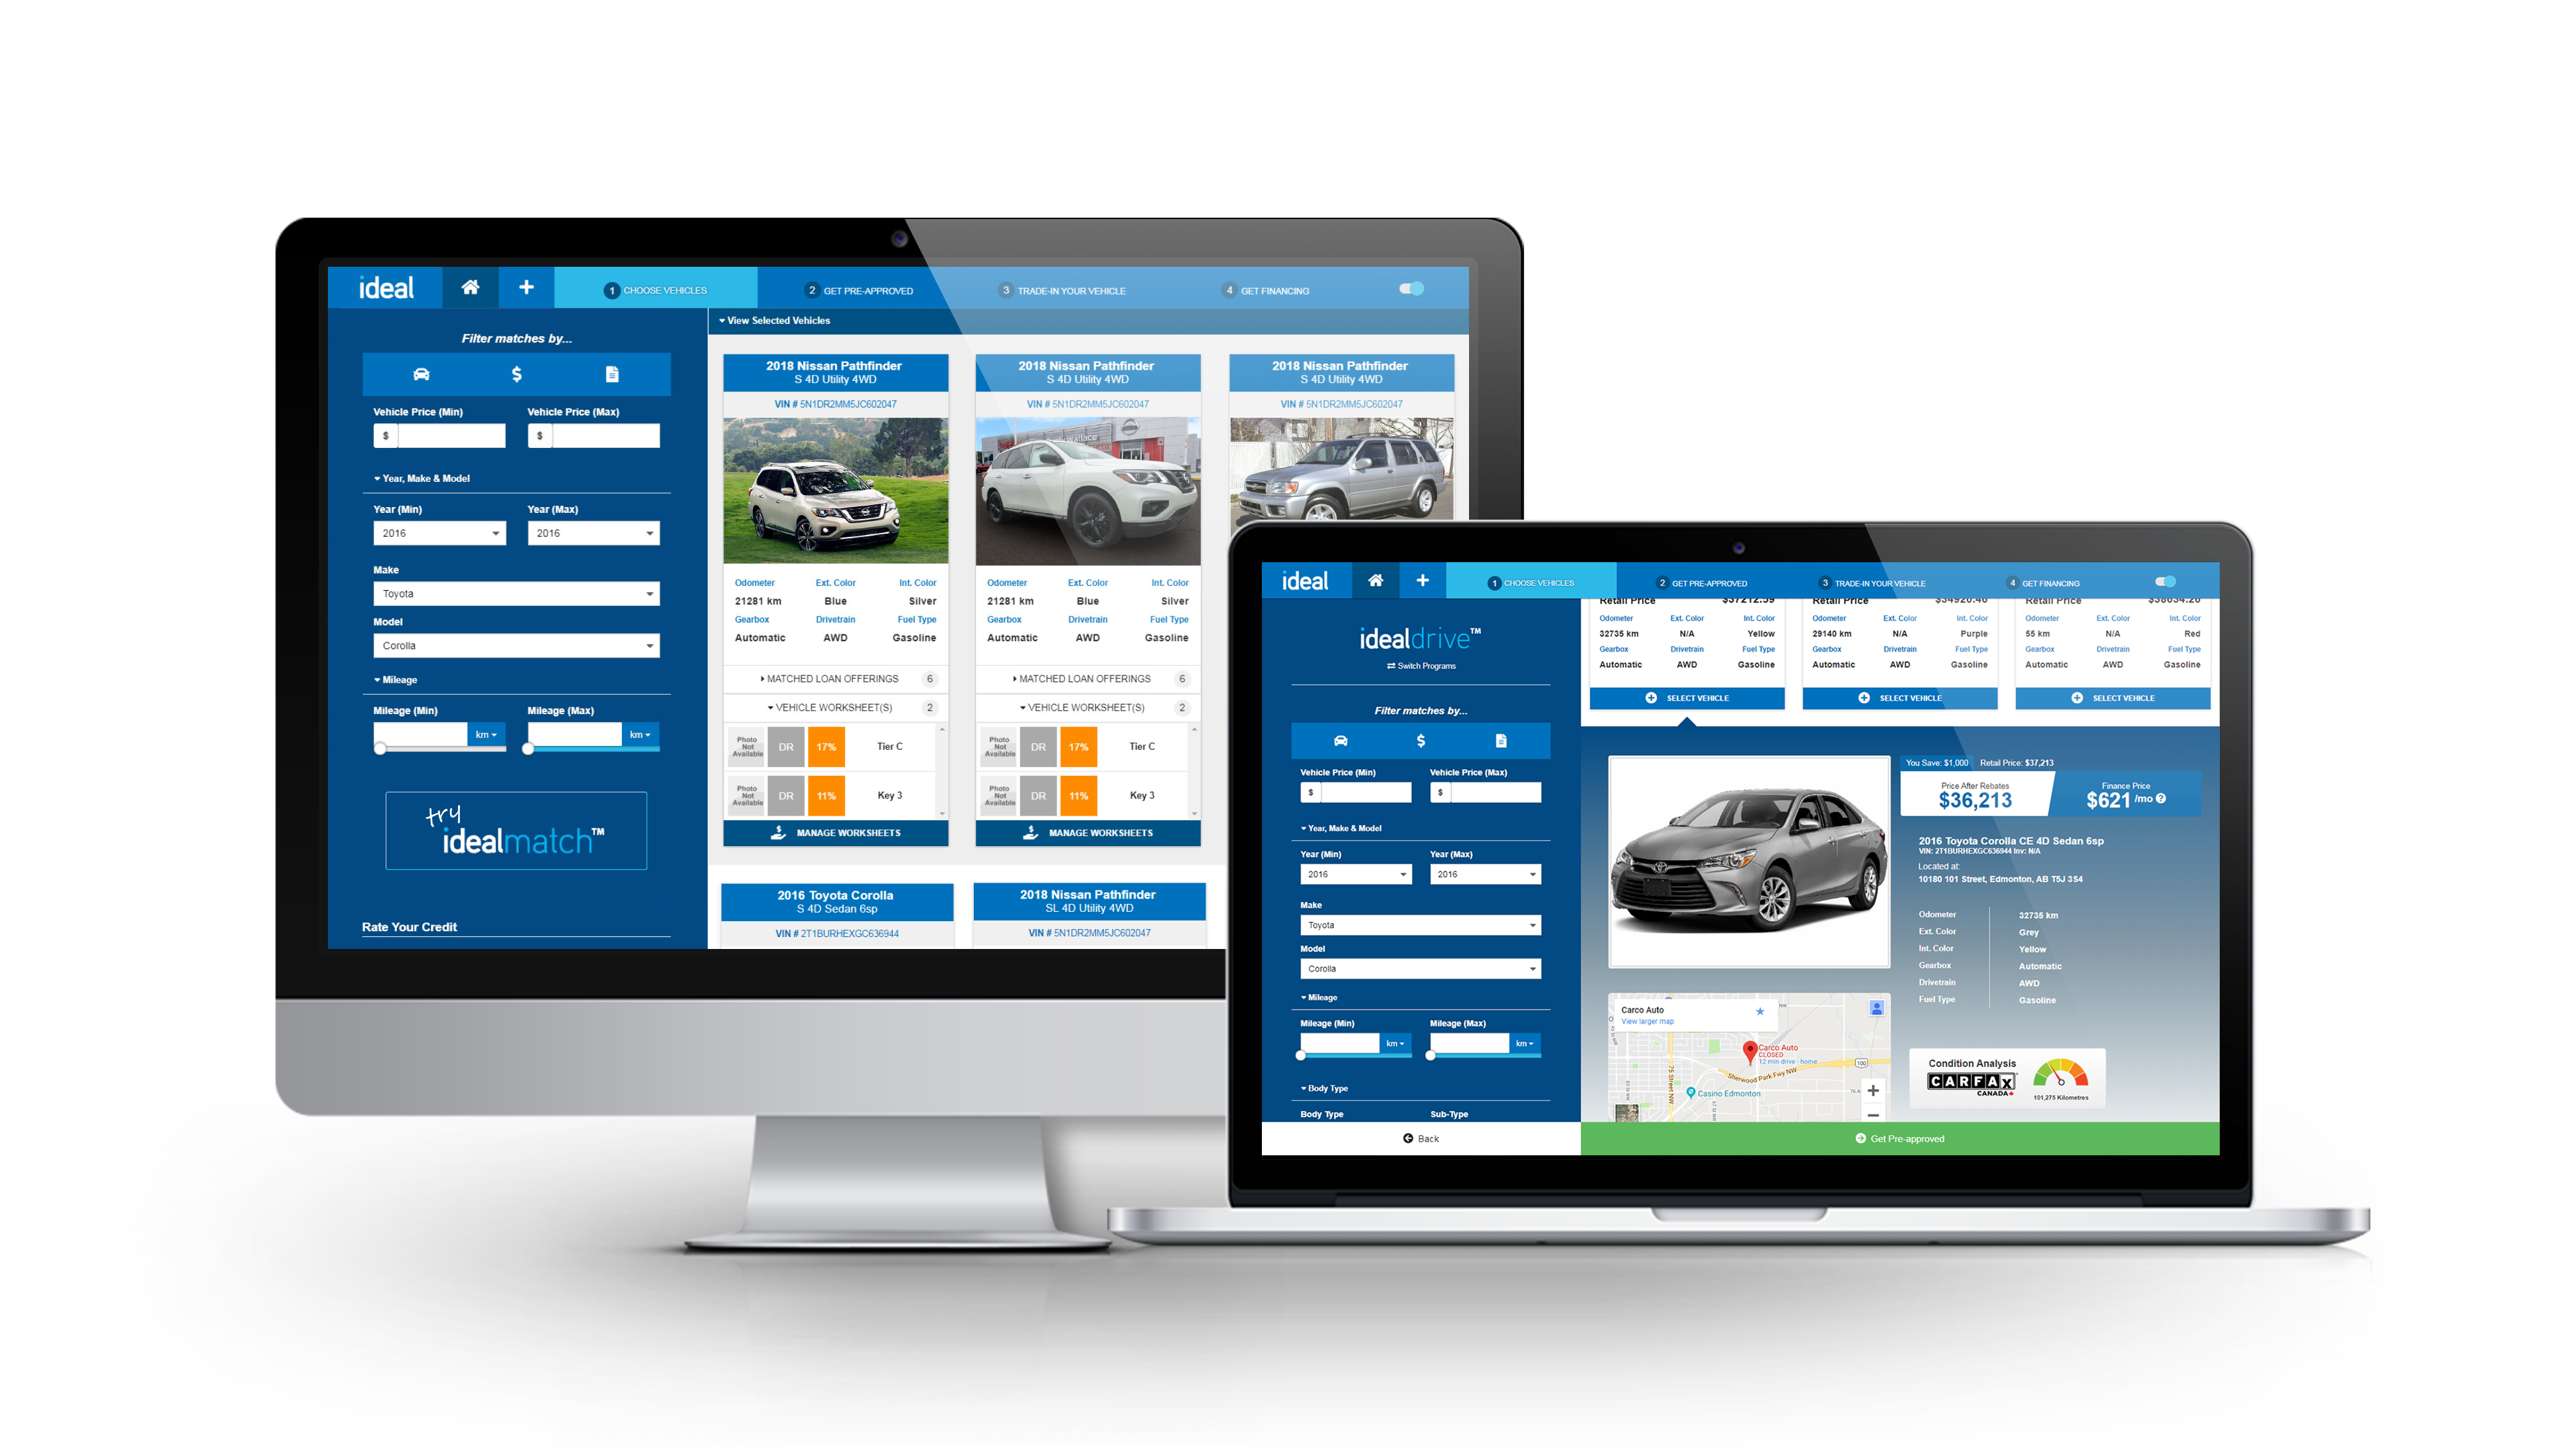 ideal
1 CHOOSE VEHICLES
2 GET PRE-APPROVED
3 TRADE-IN YOUR VEHICLE
4 GET FINANCING
Filter matches by...
$
Vehicle Price (Min) Vehicle Price (Max)
$ $
Year, Make & Model
Year (Min) Year (Max)
2016 2016
Make
Toyota
Model
Corolla
Mileage
Mileage (Min) Mileage (Max)
km km
try
idealmatch™
Rate Your Credit
View Selected Vehicles
2018 Nissan Pathfinder
S 4D Utility 4WD
VIN # 5N1DR2MM5JC602047
Odometer Ext. Color Int. Color
21281 km Blue Silver
Gearbox Drivetrain Fuel Type
Automatic AWD Gasoline
MATCHED LOAN OFFERINGS 6
VEHICLE WORKSHEET(S) 2
Photo Not Available DR 17% Tier C
Photo Not Available DR 11% Key 3
MANAGE WORKSHEETS
2018 Nissan Pathfinder
S 4D Utility 4WD
VIN # 5N1DR2MM5JC602047
Wallace
Odometer Ext. Color Int. Color
21281 km Blue Silver
Gearbox Drivetrain Fuel Type
Automatic AWD Gasoline
MATCHED LOAN OFFERINGS 6
VEHICLE WORKSHEET(S) 2
Photo Not Available DR 17% Tier C
Photo Not Available DR 11% Key 3
MANAGE WORKSHEETS
2018 Nissan Pathfinder
S 4D Utility 4WD
VIN # 5N1DR2MM5JC602047
2016 Toyota Corolla
S 4D Sedan 6sp
VIN # 2T1BURHEXGC636944
2018 Nissan Pathfinder
SL 4D Utility 4WD
VIN # 5N1DR2MM5JC602047
ideal
1 CHOOSE VEHICLES
2 GET PRE-APPROVED
3 TRADE-IN YOUR VEHICLE
4 GET FINANCING
idealdrive™
Switch Programs
Filter matches by...
$
Vehicle Price (Min) Vehicle Price (Max)
$ $
Year, Make & Model
Year (Min) Year (Max)
2016 2016
Make
Toyota
Model
Corolla
Mileage
Mileage (Min) Mileage (Max)
km km
Body Type
Body Type Sub-Type
Back
Retail Price $37212.59
Odometer Ext. Color Int. Color
32735 km N/A Yellow
Gearbox Drivetrain Fuel Type
Automatic AWD Gasoline
SELECT VEHICLE
Retail Price $34920.40
Odometer Ext. Color Int. Color
29140 km N/A Purple
Gearbox Drivetrain Fuel Type
Automatic AWD Gasoline
SELECT VEHICLE
Retail Price $38034.20
Odometer Ext. Color Int. Color
55 km N/A Red
Gearbox Drivetrain Fuel Type
Automatic AWD Gasoline
SELECT VEHICLE
You Save: $1,000 Retail Price: $37,213
Price After Rebates
$36,213
Finance Price
$621 /mo ?
2016 Toyota Corolla CE 4D Sedan 6sp
VIN: 2T1BURHEXGC636944 Inv: N/A
Located at:
10180 101 Street, Edmonton, AB T5J 3S4
Odometer 32735 km
Ext. Color Grey
Int. Color Yellow
Gearbox Automatic
Drivetrain AWD
Fuel Type Gasoline
Carco Auto
View larger map
Carco Auto
CLOSED
12 min drive - home
100
Sherwood Park Fwy NW
75 Street NW
Casino Edmonton
Condition Analysis
CARFAX
CANADA
101,275 Kilometres
Get Pre-approved